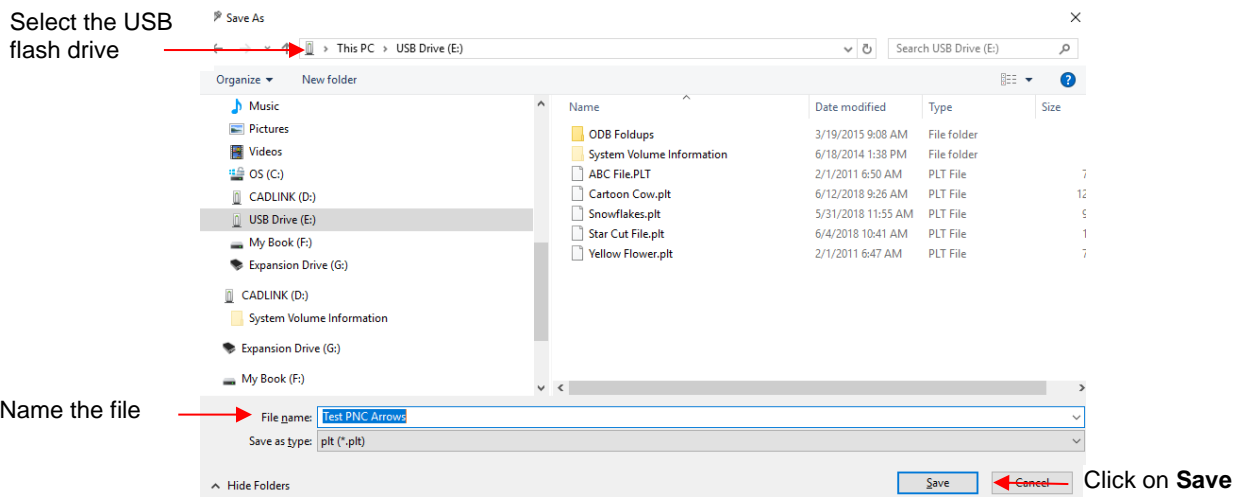 Select the USB
flash drive
Save As
This PC > USB Drive (E:)
Search USB Drive (E:)
Organize
New folder
Music
Pictures
Videos
OS (C:)
CADLINK (D:)
USB Drive (E:)
My Book (F:)
Expansion Drive (G:)
CADLINK (D:)
System Volume Information
Expansion Drive (G:)
My Book (F:)
Name Date modified Type Size
ODB Foldups 3/19/2015 9:08 AM File folder
System Volume Information 6/18/2014 1:38 PM File folder
ABC File.PLT 2/1/2011 6:50 AM PLT File 7
Cartoon Cow.plt 6/12/2018 9:26 AM PLT File 12
Snowflakes.plt 5/31/2018 11:55 AM PLT File 9
Star Cut File.plt 6/4/2018 10:41 AM PLT File 1
Yellow Flower.plt 2/1/2011 6:47 AM PLT File 7
Name the file
File name: Test PNC Arrows
Save as type: plt (*.plt)
Hide Folders
Save
Cancel
Click on Save